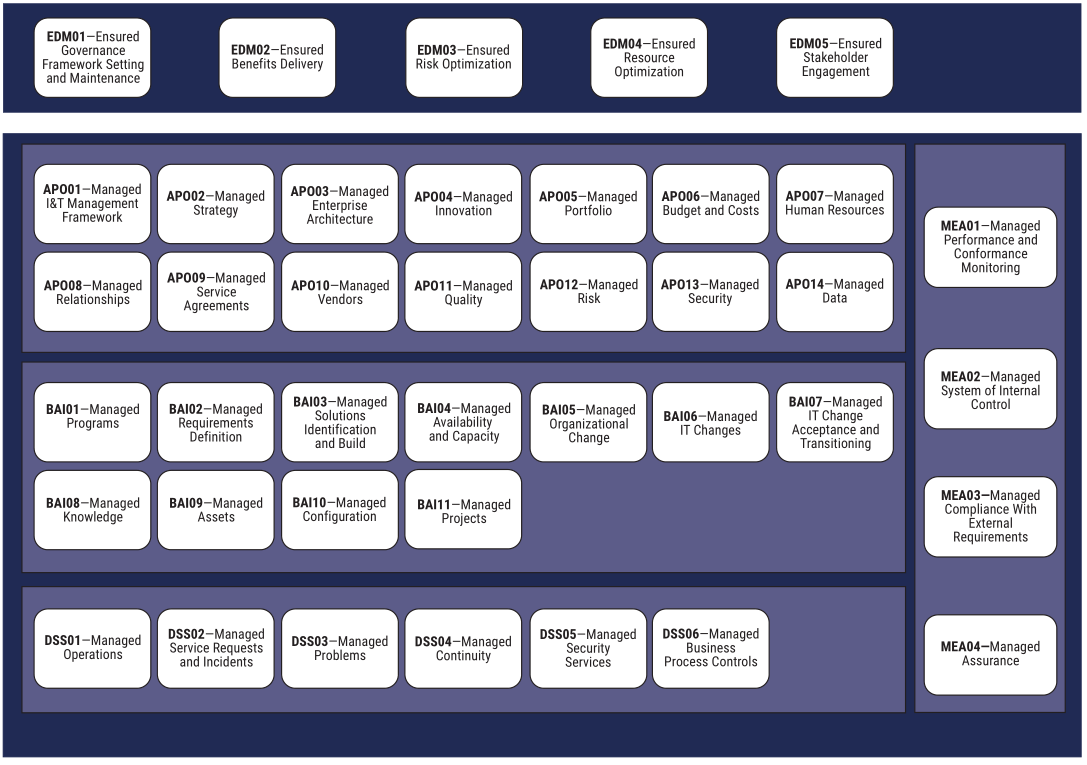 EDM01—Ensured
Governance
Framework Setting
and Maintenance
EDM02—Ensured
Benefits Delivery
EDM03—Ensured
Risk Optimization
EDM04—Ensured
Resource
Optimization
EDM05—Ensured
Stakeholder
Engagement
APO01—Managed
I&T Management
Framework
APO02—Managed
Strategy
APO03—Managed
Enterprise
Architecture
APO04—Managed
Innovation
APO05—Managed
Portfolio
APO06—Managed
Budget and Costs
APO07—Managed
Human Resources
APO08—Managed
Relationships
APO09—Managed
Service
Agreements
APO10—Managed
Vendors
APO11—Managed
Quality
APO12—Managed
Risk
APO13—Managed
Security
APO14—Managed
Data
BAI01—Managed
Programs
BAI02—Managed
Requirements
Definition
BAI03—Managed
Solutions
Identification
and Build
BAI04—Managed
Availability
and Capacity
BAI05—Managed
Organizational
Change
BAI06—Managed
IT Changes
BAI07—Managed
IT Change
Acceptance and
Transitioning
BAI08—Managed
Knowledge
BAI09—Managed
Assets
BAI10—Managed
Configuration
BAI11—Managed
Projects
DSS01—Managed
Operations
DSS02—Managed
Service Requests
and Incidents
DSS03—Managed
Problems
DSS04—Managed
Continuity
DSS05—Managed
Security
Services
DSS06—Managed
Business
Process Controls
MEA01—Managed
Performance and
Conformance
Monitoring
MEA02—Managed
System of Internal
Control
MEA03—Managed
Compliance With
External
Requirements
MEA04—Managed
Assurance